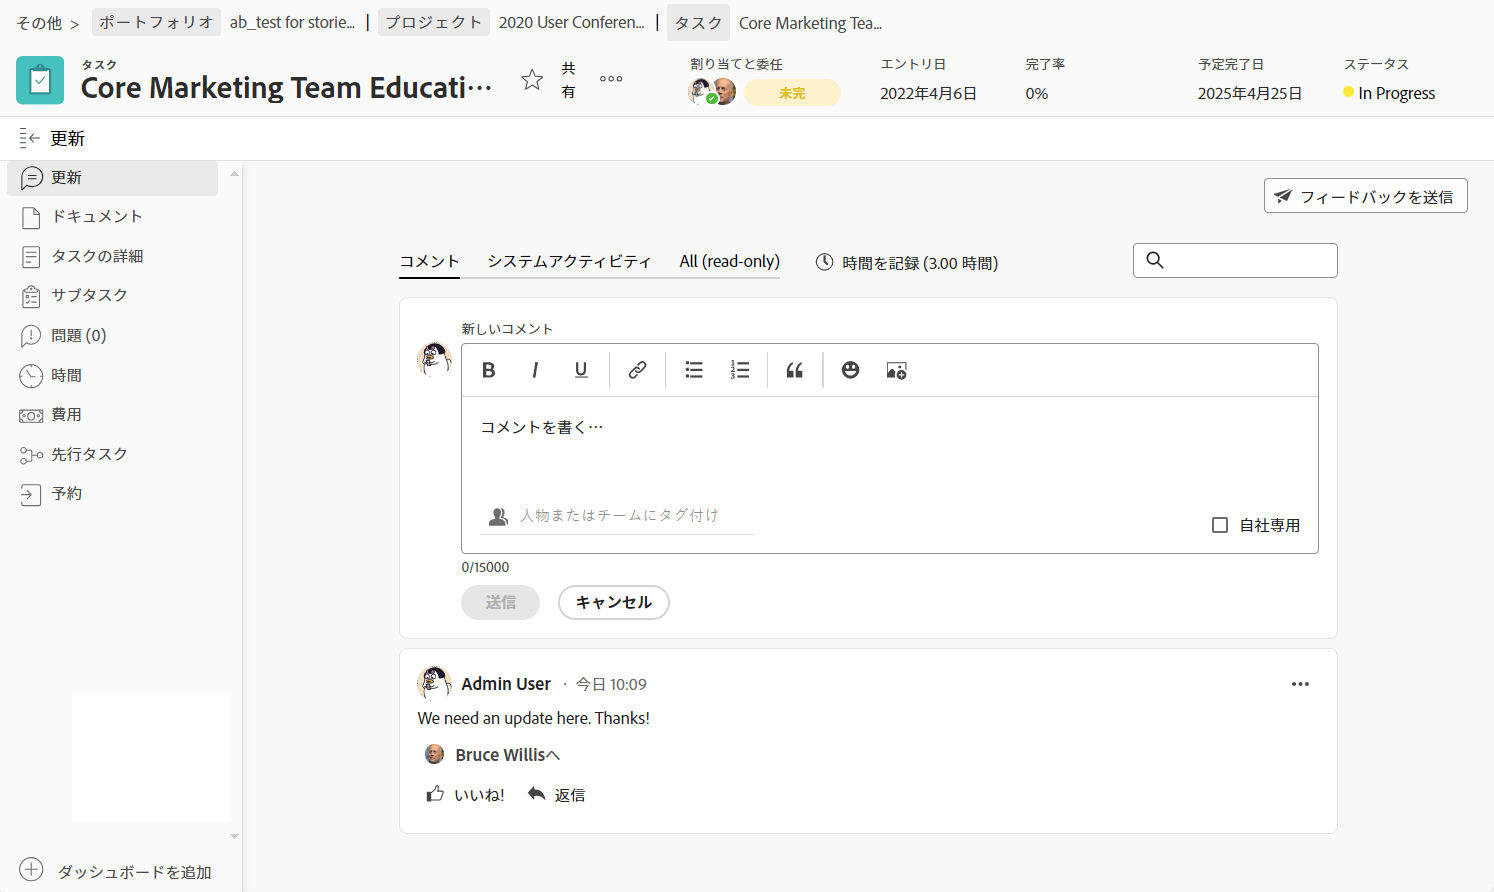 その他 > ポートフォリオ ab_test for storie... | プロジェクト 2020 User Conferen... | タスク Core Marketing Tea...
タスク
Core Marketing Team Educati…
共有
割り当てと委任
未完
エントリ日
2022年4月6日
完了率
0%
予定完了日
2025年4月25日
ステータス
In Progress
更新
更新
ドキュメント
タスクの詳細
サブタスク
問題 (0)
時間
費用
先行タスク
予約
ダッシュボードを追加
フィードバックを送信
コメント システムアクティビティ All (read-only) 時間を記録 (3.00 時間)
新しいコメント
B I U
コメントを書く…
人物またはチームにタグ付け
自社専用
0/15000
送信 キャンセル
Admin User · 今日 10:09
We need an update here. Thanks!
Bruce Willisへ
いいね! 返信